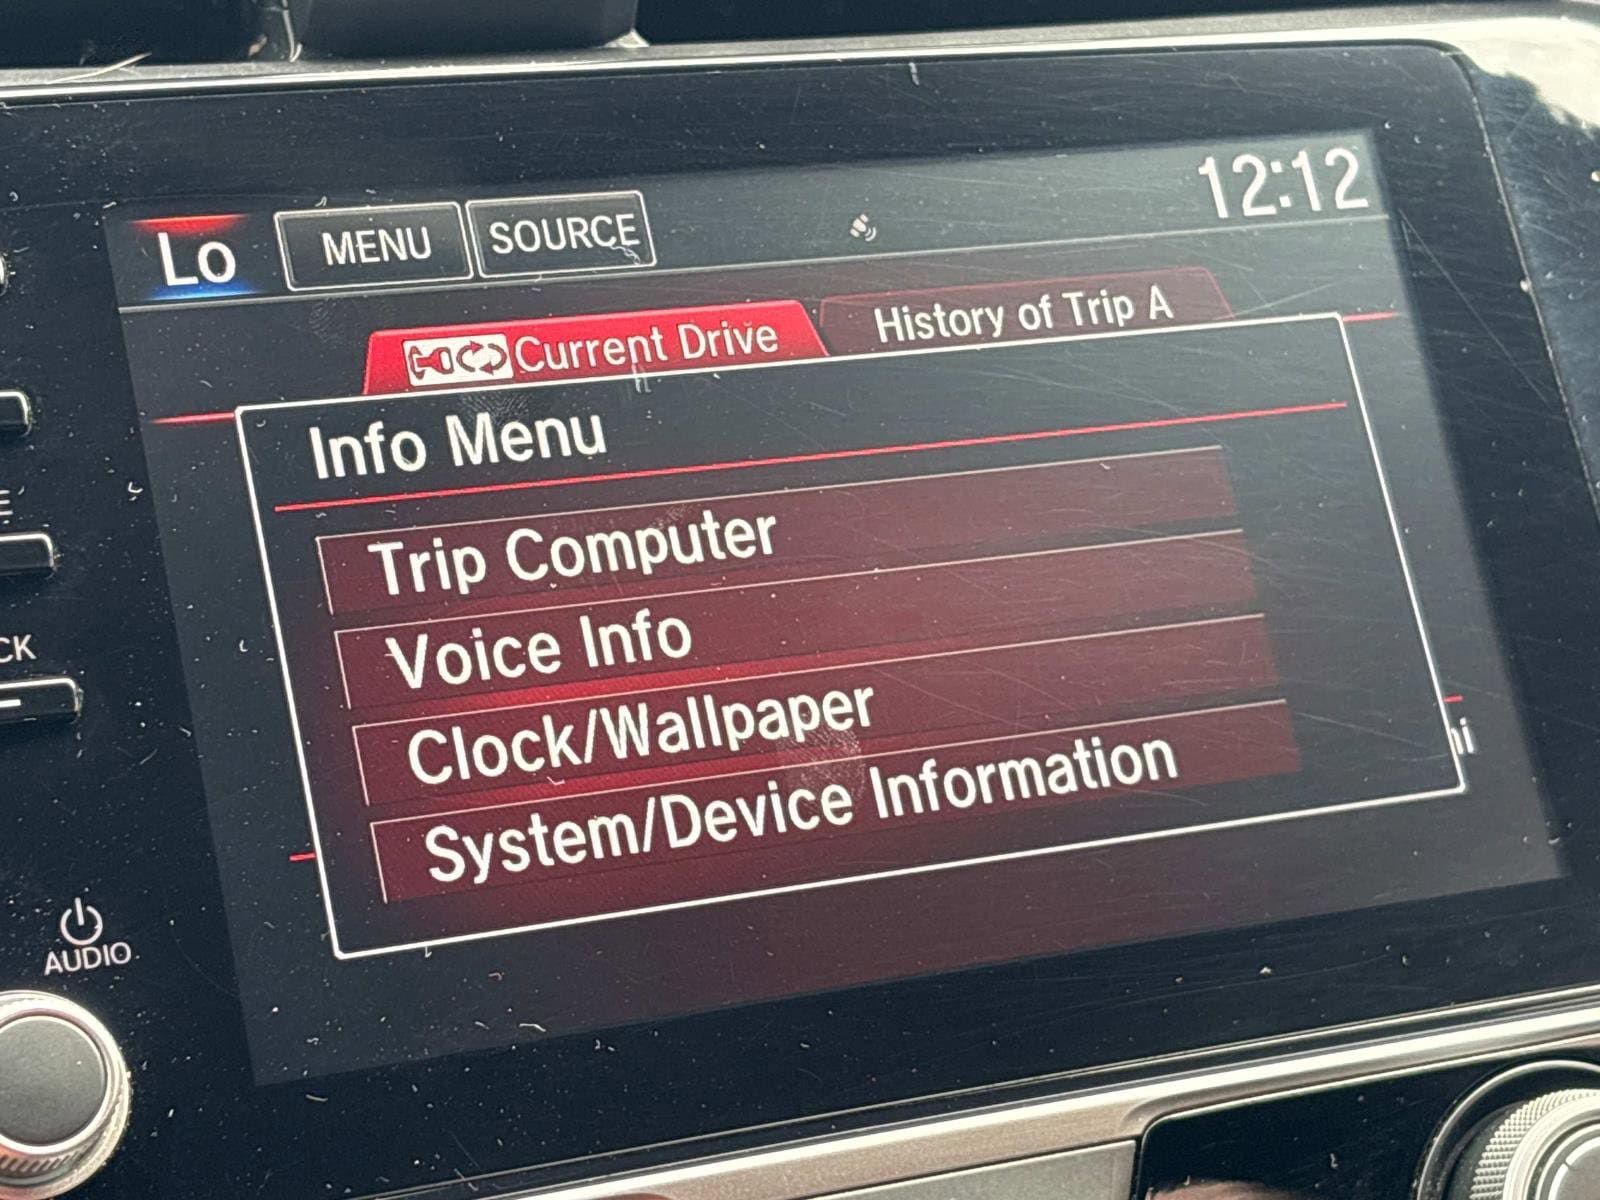 12:12
Lo MENU SOURCE
Current Drive History of Trip A
Info Menu
Trip Computer
Voice Info
Clock/Wallpaper
System/Device Information
AUDIO